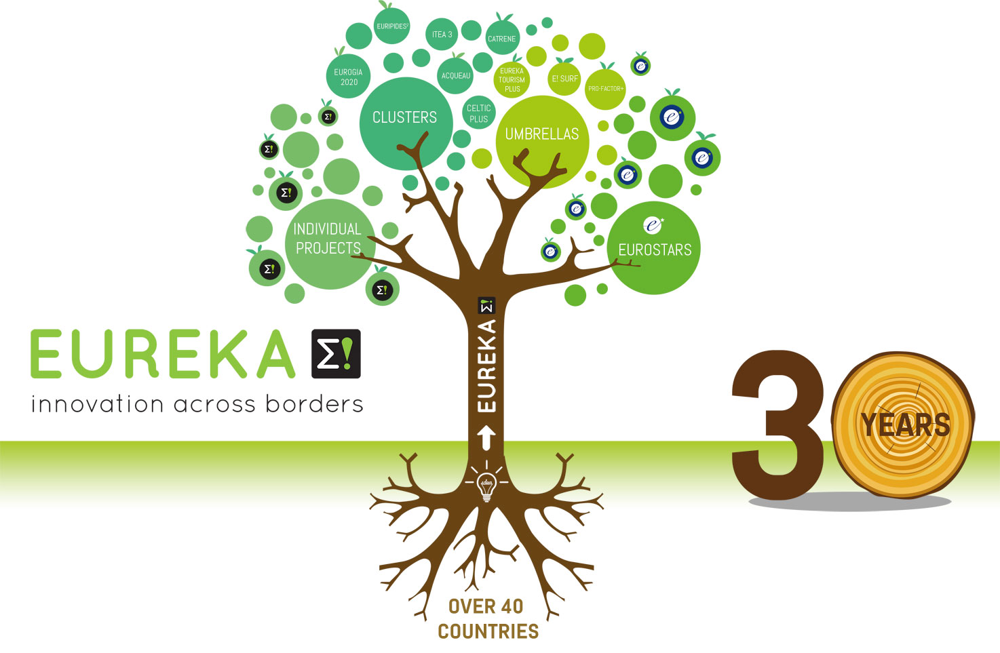 EURIPIDES²
ITEA 3
CATRENE
EUROGIA
2020
ACQUEAU
EUREKA
TOURISM
PLUS
E! SURF
PRO-FACTOR+
CLUSTERS
CELTIC
PLUS
UMBRELLAS
INDIVIDUAL
PROJECTS
e
EUROSTARS
Σ!
EUREKA Σ!
innovation across borders
EUREKA
idea
30
YEARS
OVER 40
COUNTRIES